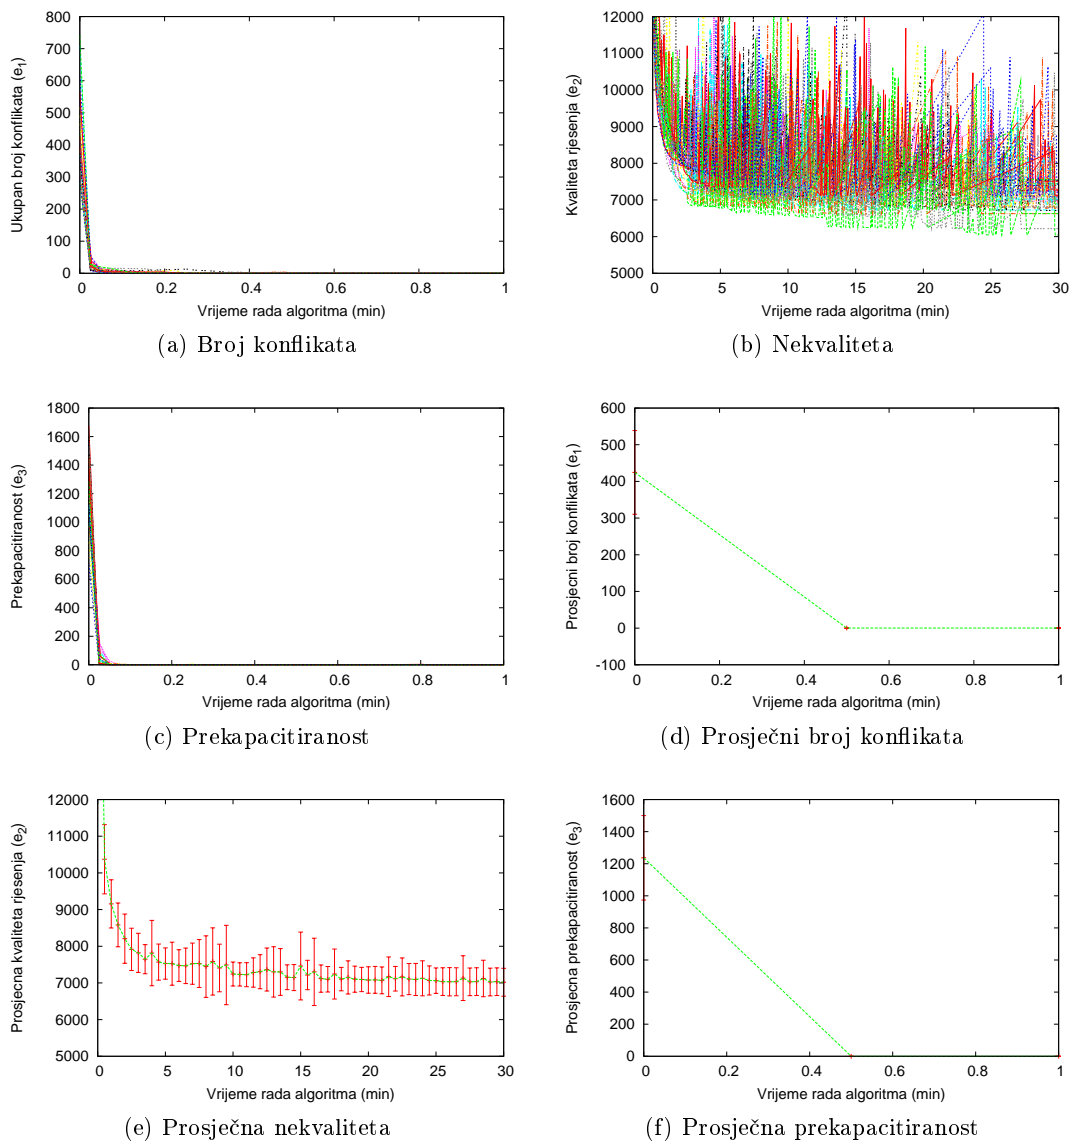 800
700
600
500
400
300
200
100
0
0 0.2 0.4 0.6 0.8 1
Ukupan broj konflikata (e1)
Vrijeme rada algoritma (min)
(a) Broj konflikata
12000
11000
10000
9000
8000
7000
6000
5000
0 5 10 15 20 25 30
Kvaliteta rjesenja (e2)
Vrijeme rada algoritma (min)
(b) Nekvaliteta
1800
1600
1400
1200
1000
800
600
400
200
0
0 0.2 0.4 0.6 0.8 1
Prekapacitiranost (e3)
Vrijeme rada algoritma (min)
(c) Prekapacitiranost
600
500
400
300
200
100
0
-100
0 0.2 0.4 0.6 0.8 1
Prosjecni broj konflikata (e1)
Vrijeme rada algoritma (min)
(d) Prosječni broj konflikata
12000
11000
10000
9000
8000
7000
6000
5000
0 5 10 15 20 25 30
Prosjecna kvaliteta rjesenja (e2)
Vrijeme rada algoritma (min)
(e) Prosječna nekvaliteta
1600
1400
1200
1000
800
600
400
200
0
0 0.2 0.4 0.6 0.8 1
Prosjecna prekapacitiranost (e3)
Vrijeme rada algoritma (min)
(f) Prosječna prekapacitiranost